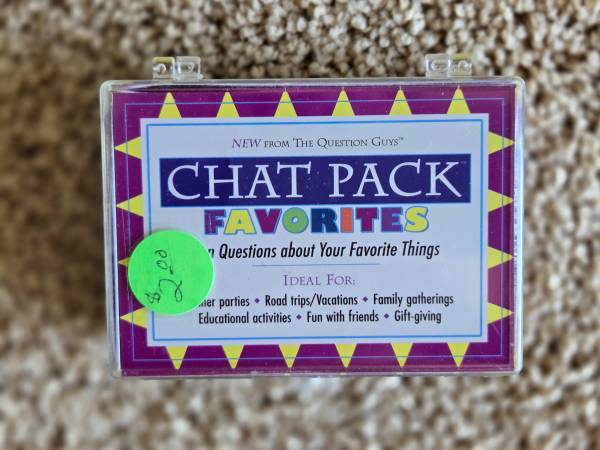 NEW FROM THE QUESTION GUYS™
CHAT PACK
FAVORITES
Questions about Your Favorite Things
IDEAL FOR:
parties ◆ Road trips/Vacations ◆ Family gatherings
Educational activities ◆ Fun with friends ◆ Gift-giving
$2.00